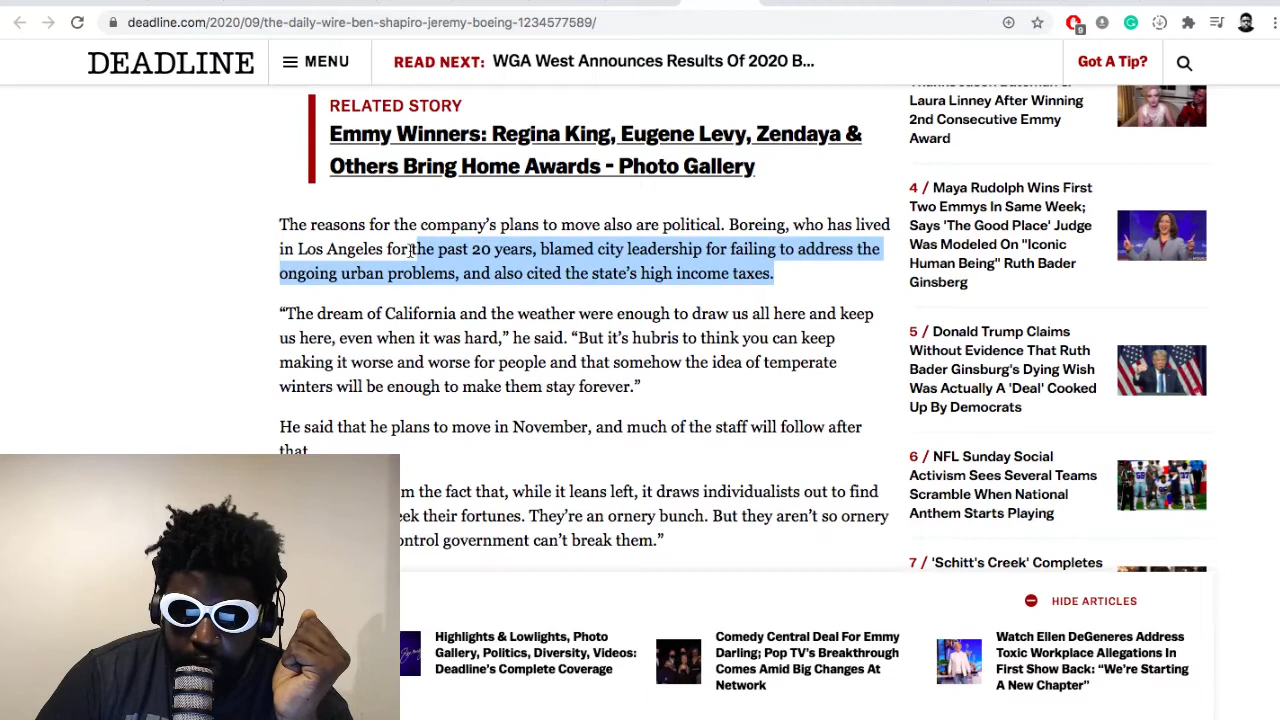 deadline.com/2020/09/the-daily-wire-ben-shapiro-jeremy-boeing-1234577589/
9
DEADLINE
MENU
READ NEXT: WGA West Announces Results Of 2020 B...
Got A Tip?
RELATED STORY
Emmy Winners: Regina King, Eugene Levy, Zendaya &
Others Bring Home Awards - Photo Gallery
The reasons for the company's plans to move also are political. Boreing, who has lived
in Los Angeles for the past 20 years, blamed city leadership for failing to address the
ongoing urban problems, and also cited the state's high income taxes.
“The dream of California and the weather were enough to draw us all here and keep
us here, even when it was hard,” he said. “But it's hubris to think you can keep
making it worse and worse for people and that somehow the idea of temperate
winters will be enough to make them stay forever.”
He said that he plans to move in November, and much of the staff will follow after
that.
m the fact that, while it leans left, it draws individualists out to find
eek their fortunes. They're an ornery bunch. But they aren't so ornery
ontrol government can't break them.”
Laura Linney After Winning
2nd Consecutive Emmy
Award
4 / Maya Rudolph Wins First
Two Emmys In Same Week;
Says 'The Good Place' Judge
Was Modeled On "Iconic
Human Being" Ruth Bader
Ginsberg
5 / Donald Trump Claims
Without Evidence That Ruth
Bader Ginsburg's Dying Wish
Was Actually A 'Deal' Cooked
Up By Democrats
6 / NFL Sunday Social
Activism Sees Several Teams
Scramble When National
Anthem Starts Playing
7 / 'Schitt's Creek' Completes
HIDE ARTICLES
Highlights & Lowlights, Photo
Gallery, Politics, Diversity, Videos:
Deadline's Complete Coverage
Comedy Central Deal For Emmy
Darling; Pop TV's Breakthrough
Comes Amid Big Changes At
Network
Watch Ellen DeGeneres Address
Toxic Workplace Allegations In
First Show Back: “We're Starting
A New Chapter”